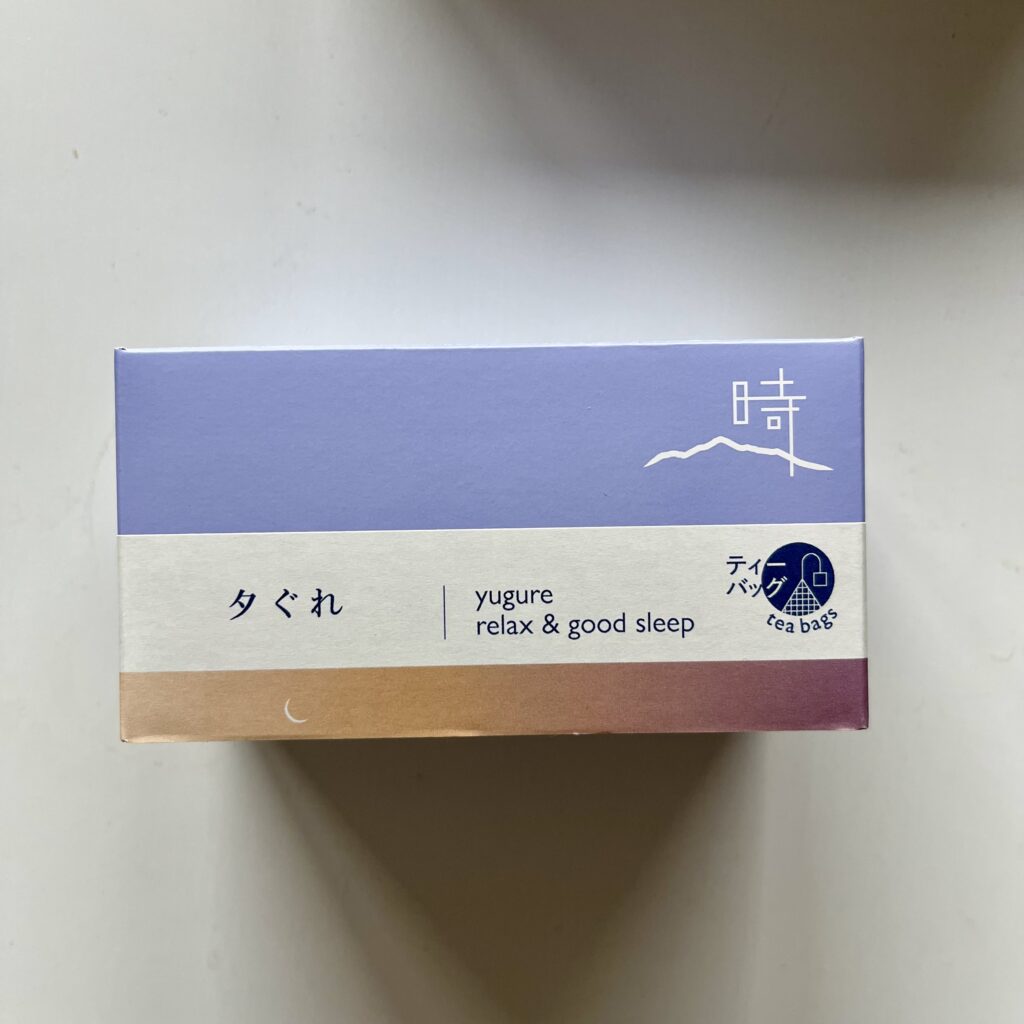 時
夕ぐれ
yugure
relax & good sleep
ティー
バッグ
tea bags